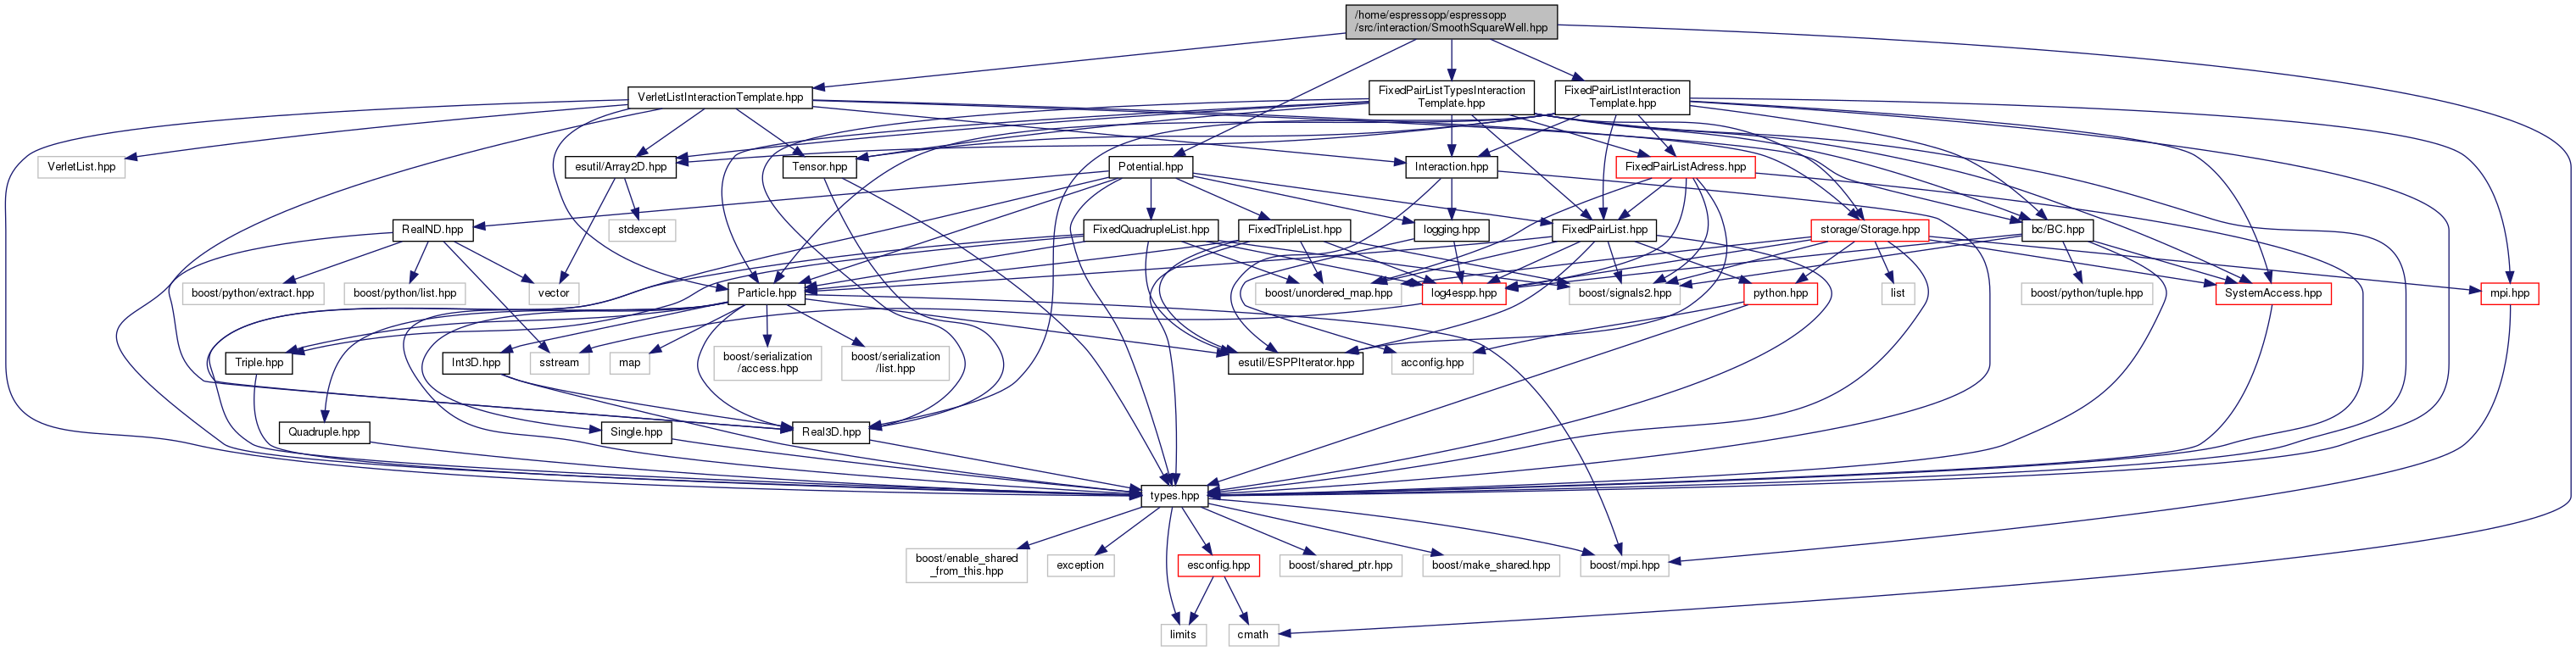 /home/espressopp/espressopp
/src/interaction/SmoothSquareWell.hpp
VerletListInteractionTemplate.hpp
FixedPairListTypesInteraction
Template.hpp
FixedPairListInteraction
Template.hpp
VerletList.hpp
esutil/Array2D.hpp
Tensor.hpp
Potential.hpp
Interaction.hpp
FixedPairListAdress.hpp
RealND.hpp
stdexcept
FixedQuadrupleList.hpp
FixedTripleList.hpp
logging.hpp
FixedPairList.hpp
storage/Storage.hpp
bc/BC.hpp
boost/python/extract.hpp
boost/python/list.hpp
vector
Particle.hpp
boost/unordered_map.hpp
log4espp.hpp
boost/signals2.hpp
python.hpp
list
boost/python/tuple.hpp
SystemAccess.hpp
mpi.hpp
Triple.hpp
Int3D.hpp
sstream
map
boost/serialization
/access.hpp
boost/serialization
/list.hpp
esutil/ESPPIterator.hpp
acconfig.hpp
Quadruple.hpp
Single.hpp
Real3D.hpp
types.hpp
boost/enable_shared
_from_this.hpp
exception
esconfig.hpp
boost/shared_ptr.hpp
boost/make_shared.hpp
boost/mpi.hpp
limits
cmath